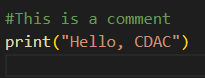 #This is a comment
print("Hello, CDAC")